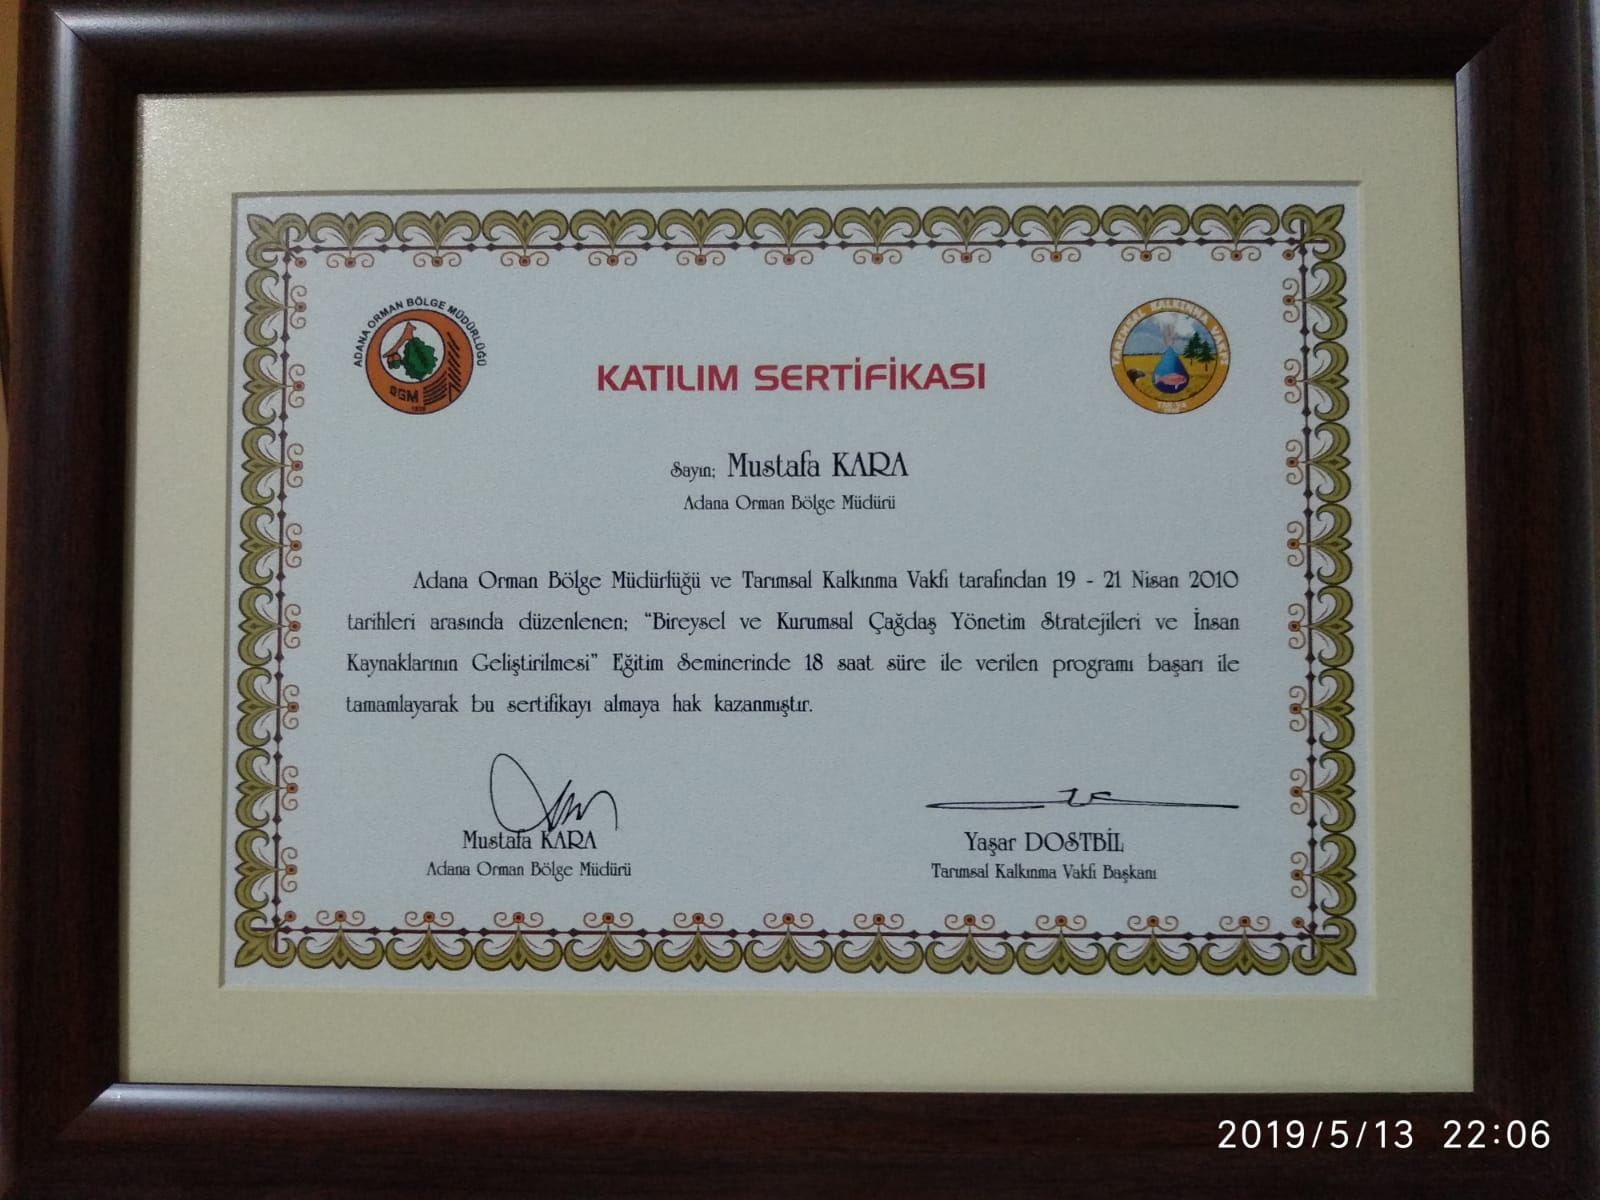 ADANA ORMAN BÖLGE MÜDÜRLÜĞÜ
OGM
TARIMSAL KALKINMA VAKFI
KATILIM SERTİFİKASI
Sayın; Mustafa KARA
Adana Orman Bölge Müdürü
Adana Orman Bölge Müdürlüğü ve Tarımsal Kalkınma Vakfı tarafından 19 - 21 Nisan 2010
tarihleri arasında düzenlenen; “Bireysel ve Kurumsal Çağdaş Yönetim Stratejileri ve İnsan
Kaynaklarının Geliştirilmesi” Eğitim Seminerinde 18 saat süre ile verilen programı başarı ile
tamamlayarak bu sertifikayı almaya hak kazanmıştır.
Mustafa KARA
Adana Orman Bölge Müdürü
Yaşar DOSTBİL
Tarımsal Kalkınma Vakfı Başkanı
2019/5/13 22:06